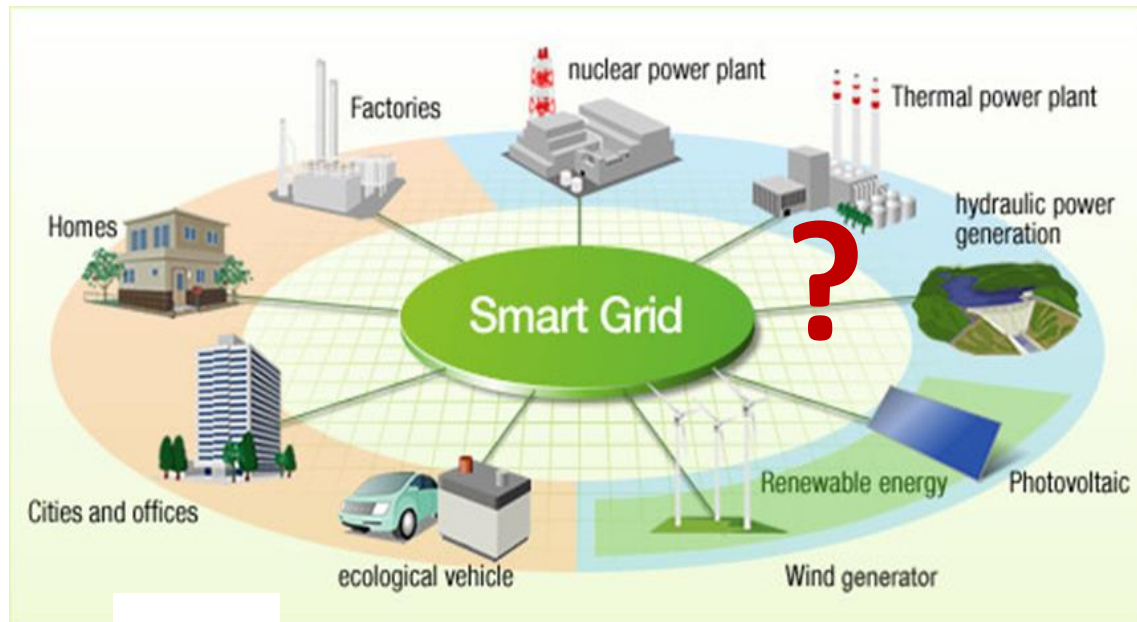 nuclear power plant
Factories
Thermal power plant
Homes
hydraulic power
generation
?
Smart Grid
Renewable energy
Photovoltaic
Cities and offices
ecological vehicle
Wind generator